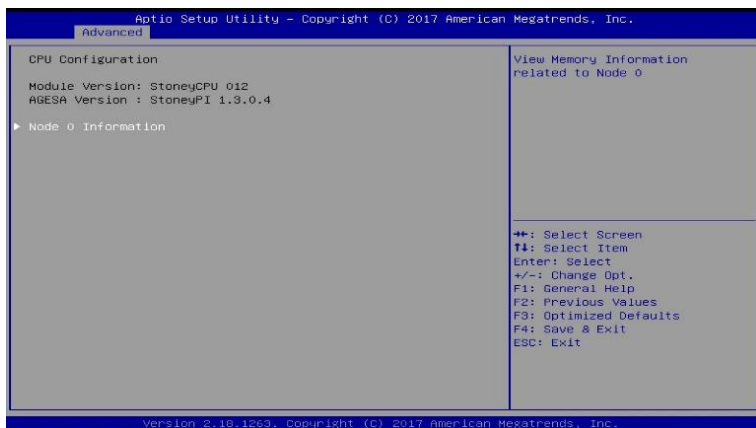 Aptio Setup Utility – Copyright (C) 2017 American Megatrends, Inc.
Advanced
CPU Configuration
Module Version: StoneyCPU 012
AGESA Version : StoneyPI 1.3.0.4
▶ Node 0 Information
View Memory Information
related to Node 0
→←: Select Screen
↑↓: Select Item
Enter: Select
+/-: Change Opt.
F1: General Help
F2: Previous Values
F3: Optimized Defaults
F4: Save & Exit
ESC: Exit
Version 2.18.1263. Copyright (C) 2017 American Megatrends, Inc.